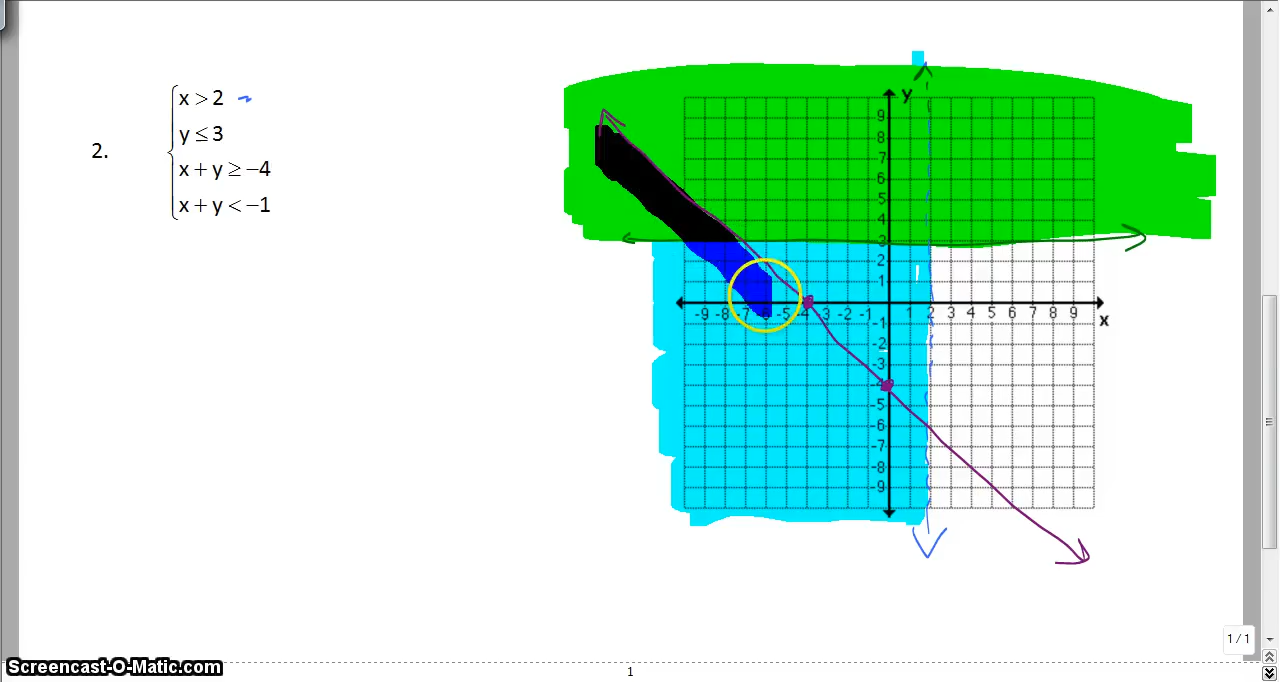 x > 2
y ≤ 3
2.
x + y ≥ −4
x + y < −1
y
9
8
7
6
5
4
3
2
1
-9 -8 -7 -6 -5 -4 -3 -2 -1 1 2 3 4 5 6 7 8 9 x
-1
-2
-3
-4
-5
-6
-7
-8
-9
1 / 1
Screencast-O-Matic.com
1